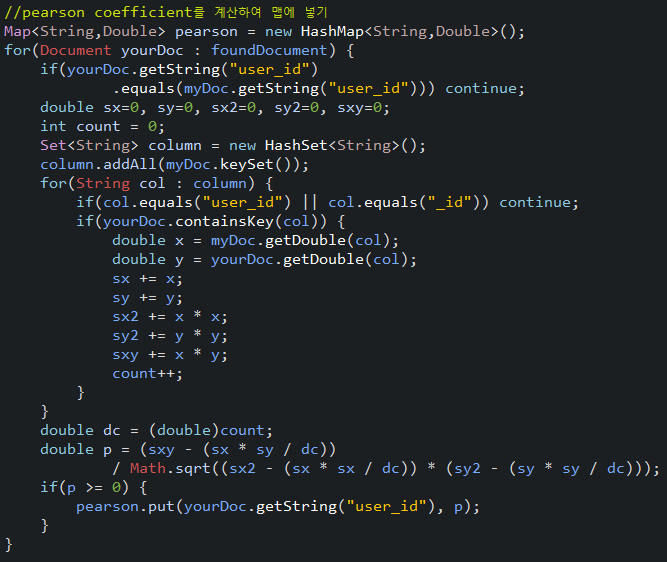 //pearson coefficient를 계산하여 맵에 넣기
Map<String,Double> pearson = new HashMap<String,Double>();
for(Document yourDoc : foundDocument) {
    if(yourDoc.getString("user_id")
            .equals(myDoc.getString("user_id"))) continue;
    double sx=0, sy=0, sx2=0, sy2=0, sxy=0;
    int count = 0;
    Set<String> column = new HashSet<String>();
    column.addAll(myDoc.keySet());
    for(String col : column) {
        if(col.equals("user_id") || col.equals("_id")) continue;
        if(yourDoc.containsKey(col)) {
            double x = myDoc.getDouble(col);
            double y = yourDoc.getDouble(col);
            sx += x;
            sy += y;
            sx2 += x * x;
            sy2 += y * y;
            sxy += x * y;
            count++;
        }
    }
    double dc = (double)count;
    double p = (sxy - (sx * sy / dc))
            / Math.sqrt((sx2 - (sx * sx / dc)) * (sy2 - (sy * sy / dc)));
    if(p >= 0) {
        pearson.put(yourDoc.getString("user_id"), p);
    }
}